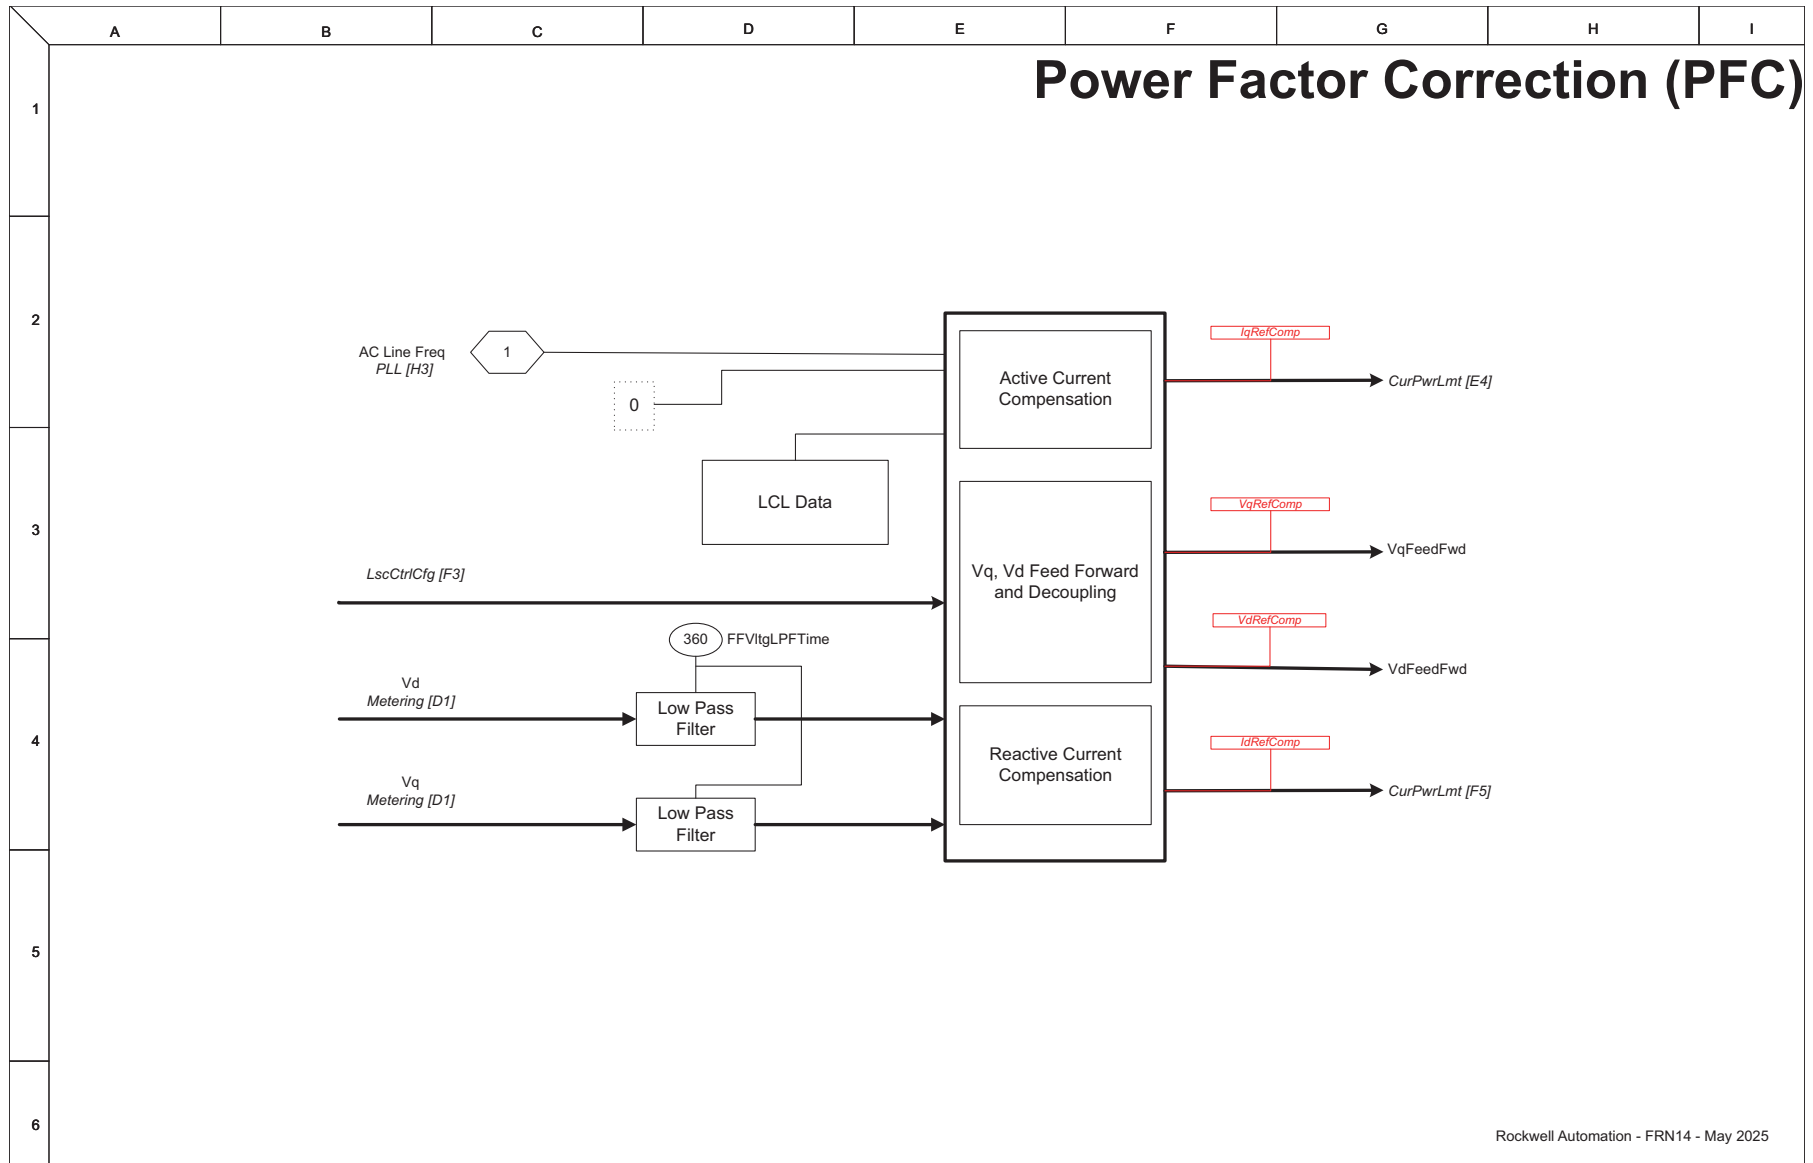 A B C D E F G H I
Power Factor Correction (PFC)
1
2
3
4
5
6
AC Line Freq
PLL [H3]
1
0
LCL Data
LscCtrlCfg [F3]
360
FFVltgLPFTime
Vd
Metering [D1]
Low Pass
Filter
Vq
Metering [D1]
Low Pass
Filter
Active Current
Compensation
Vq, Vd Feed Forward
and Decoupling
Reactive Current
Compensation
IqRefComp
CurPwrLmt [E4]
VqRefComp
VqFeedFwd
VdRefComp
VdFeedFwd
IdRefComp
CurPwrLmt [F5]
Rockwell Automation - FRN14 - May 2025